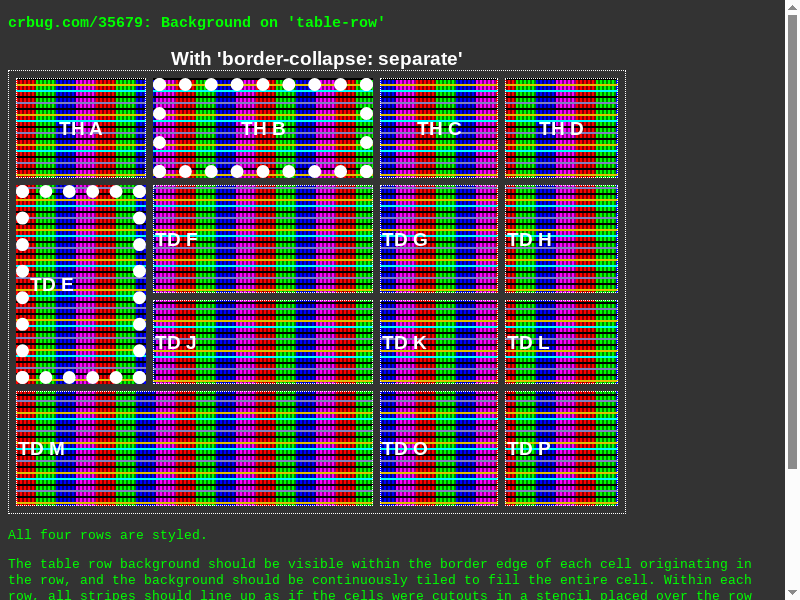 crbug.com/35679: Background on 'table-row'
With 'border-collapse: separate'
TH A TH B TH C TH D
TD E
TD F TD G TD H
TD J TD K TD L
TD M TD O TD P
All four rows are styled.
The table row background should be visible within the border edge of each cell originating in
the row, and the background should be continuously tiled to fill the entire cell. Within each
row, all stripes should line up as if the cells were cutouts in a stencil placed over the row